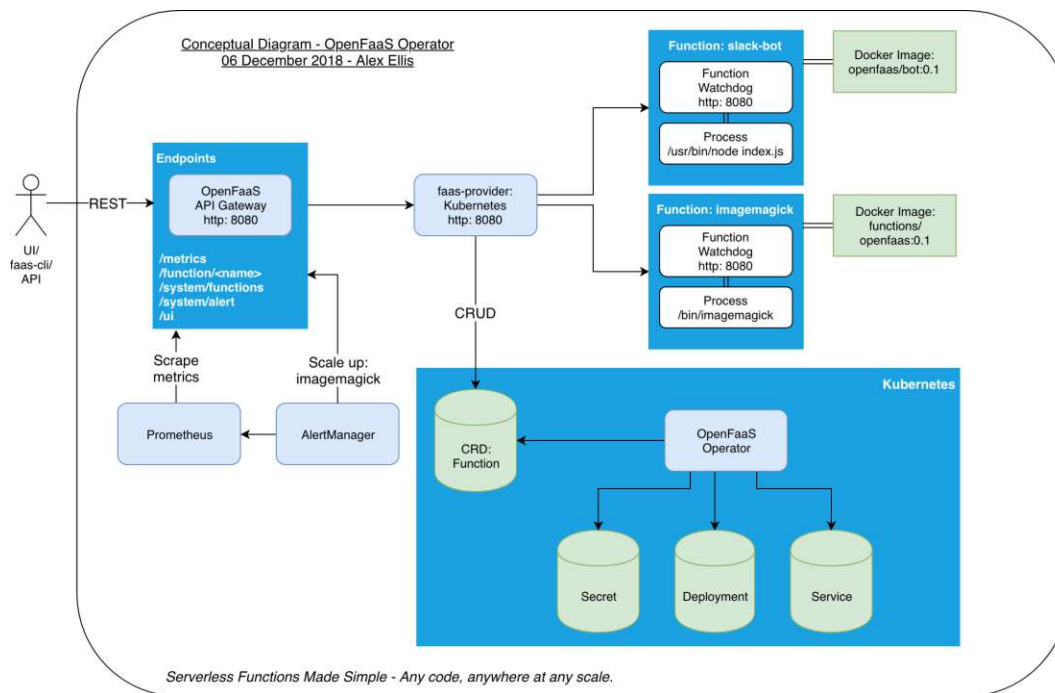 Conceptual Diagram - OpenFaaS Operator
06 December 2018 - Alex Ellis
UI/
faas-cli/
API
REST
Endpoints
OpenFaaS
API Gateway
http: 8080
/metrics
/function/<name>
/system/functions
/system/alert
/ui
faas-provider:
Kubernetes
http: 8080
Function: slack-bot
Function
Watchdog
http: 8080
Process
/usr/bin/node index.js
Docker Image:
openfaas/bot:0.1
Function: imagemagick
Function
Watchdog
http: 8080
Process
/bin/imagemagick
Docker Image:
functions/
openfaas:0.1
Scrape
metrics
Scale up:
imagemagick
Prometheus
AlertManager
CRUD
Kubernetes
CRD:
Function
OpenFaaS
Operator
Secret
Deployment
Service
Serverless Functions Made Simple - Any code, anywhere at any scale.